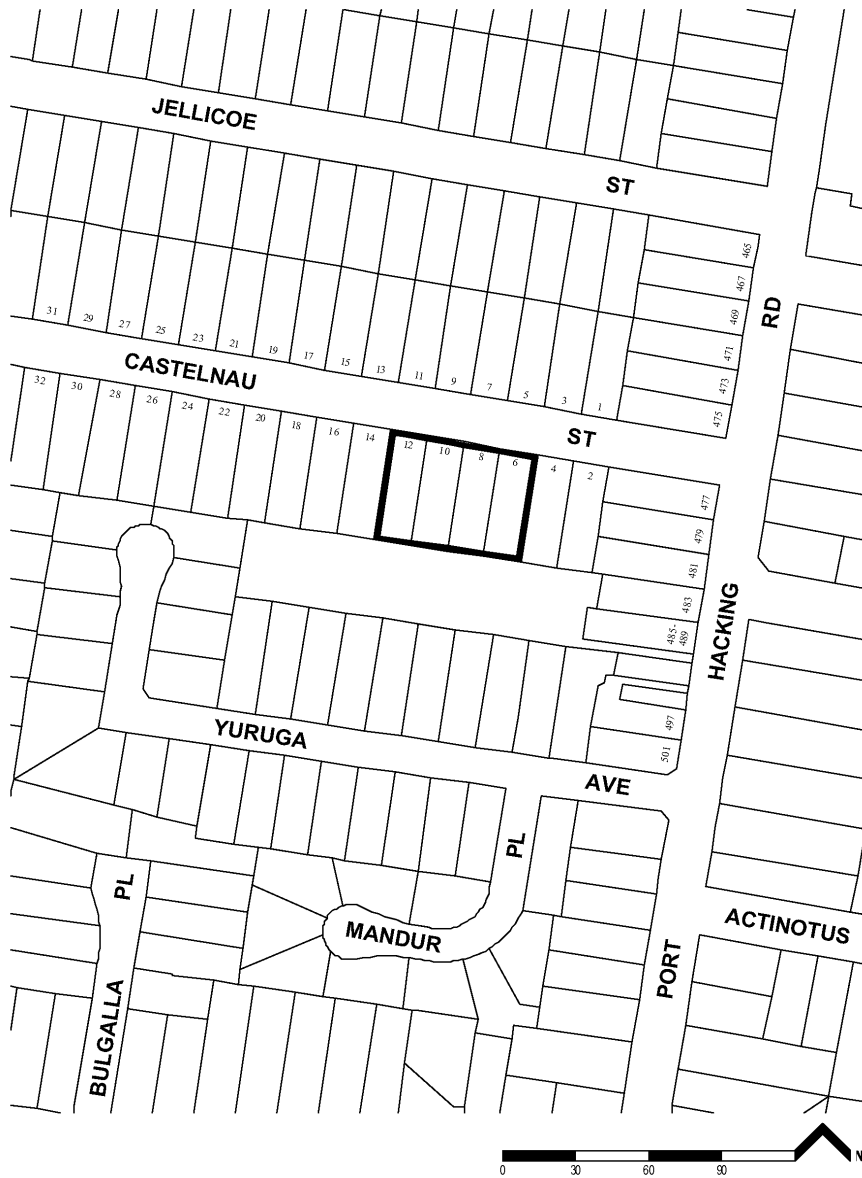 JELLICOE ST
465
467
469
471
473
475
RD
31 29 27 25 23 21 19 17 15 13 11 9 7 5 3 1
CASTELNAU ST
32 30 28 26 24 22 20 18 16 14 12 10 8 6 4 2
477
479
481
483
485-
489
497
501
HACKING
YURUGA AVE
PL
PL
MANDUR
ACTINOTUS
PORT
BULGALLA
0 30 60 90
N